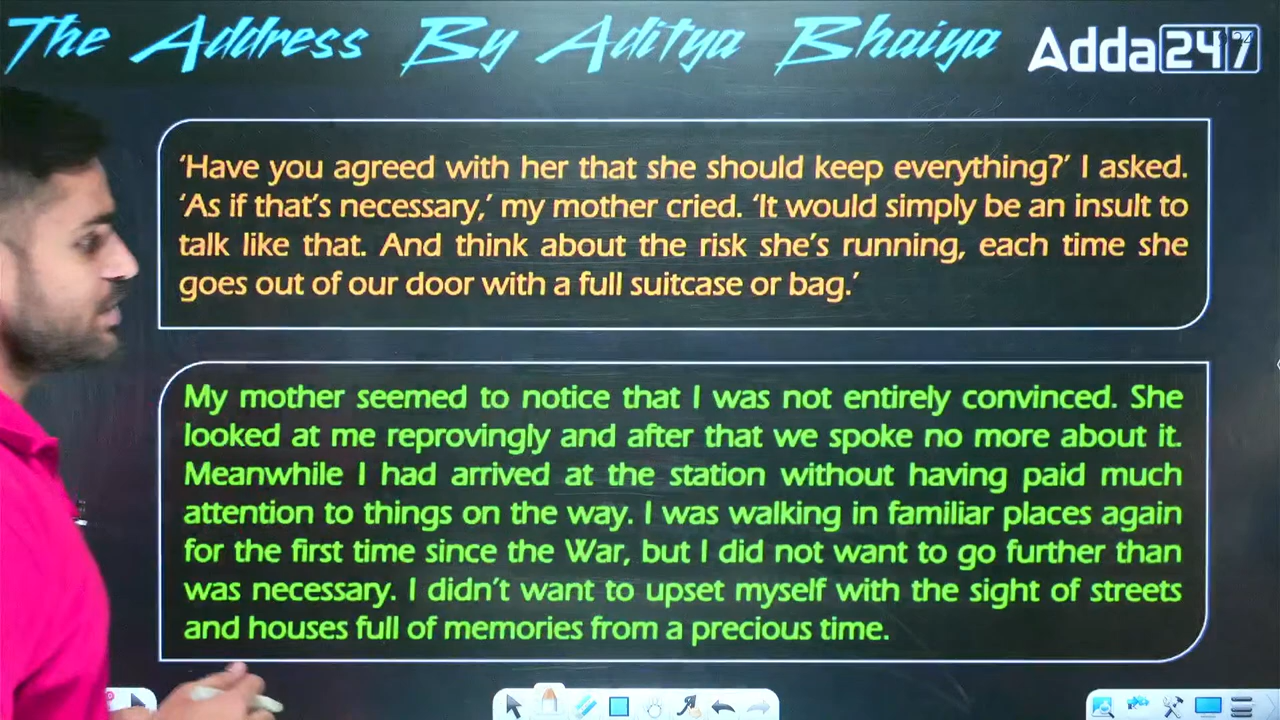 The Address By Aditya Bhaiya
Adda247
‘Have you agreed with her that she should keep everything?’ I asked.
‘As if that’s necessary,’ my mother cried. ‘It would simply be an insult to
talk like that. And think about the risk she’s running, each time she
goes out of our door with a full suitcase or bag.’
My mother seemed to notice that I was not entirely convinced. She
looked at me reprovingly and after that we spoke no more about it.
Meanwhile I had arrived at the station without having paid much
attention to things on the way. I was walking in familiar places again
for the first time since the War, but I did not want to go further than
was necessary. I didn’t want to upset myself with the sight of streets
and houses full of memories from a precious time.